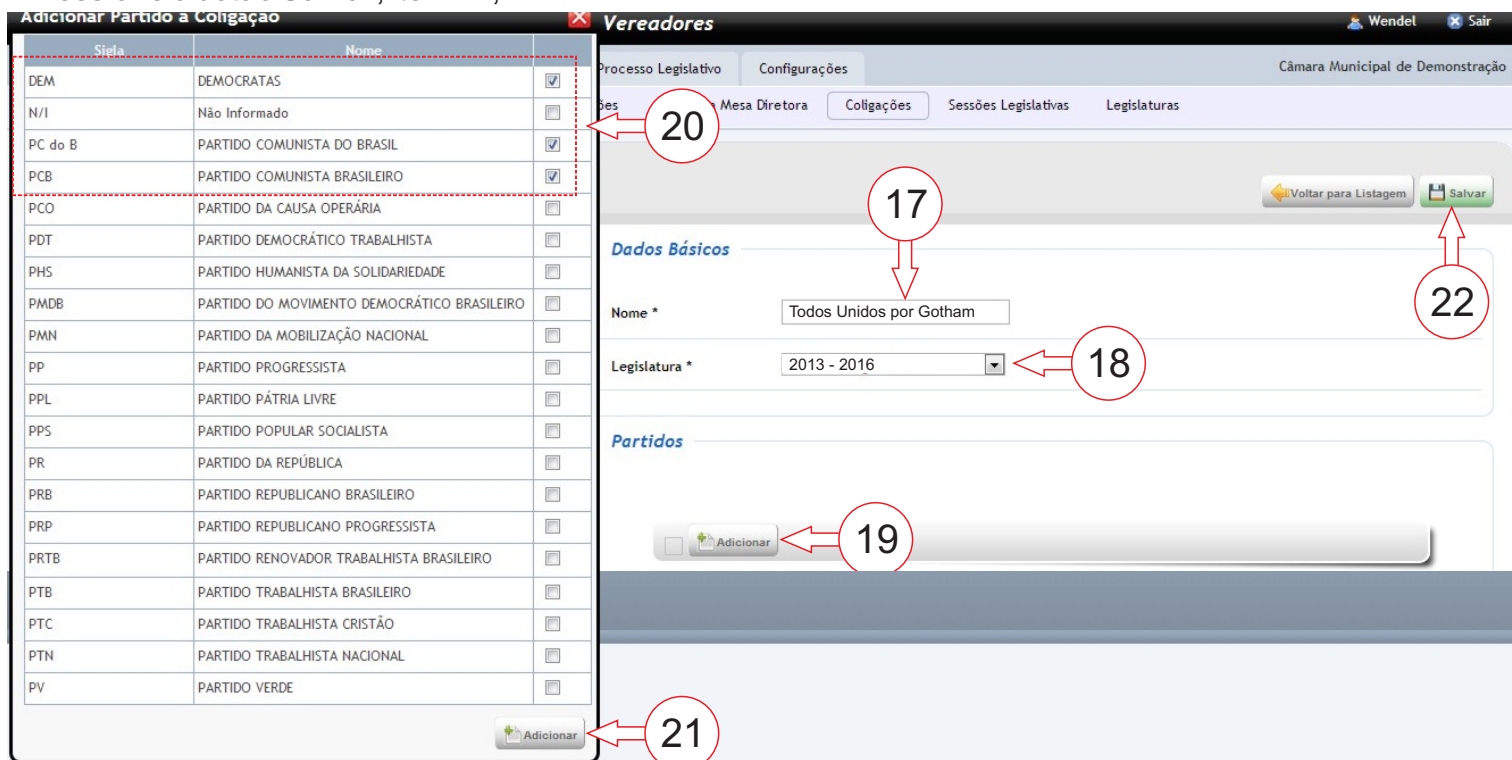 Adicionar Partido à Coligação
Sigla Nome
DEM DEMOCRATAS
N/I Não Informado
PC do B PARTIDO COMUNISTA DO BRASIL
PCB PARTIDO COMUNISTA BRASILEIRO
PCO PARTIDO DA CAUSA OPERÁRIA
PDT PARTIDO DEMOCRÁTICO TRABALHISTA
PHS PARTIDO HUMANISTA DA SOLIDARIEDADE
PMDB PARTIDO DO MOVIMENTO DEMOCRÁTICO BRASILEIRO
PMN PARTIDO DA MOBILIZAÇÃO NACIONAL
PP PARTIDO PROGRESSISTA
PPL PARTIDO PÁTRIA LIVRE
PPS PARTIDO POPULAR SOCIALISTA
PR PARTIDO DA REPÚBLICA
PRB PARTIDO REPUBLICANO BRASILEIRO
PRP PARTIDO REPUBLICANO PROGRESSISTA
PRTB PARTIDO RENOVADOR TRABALHISTA BRASILEIRO
PTB PARTIDO TRABALHISTA BRASILEIRO
PTC PARTIDO TRABALHISTA CRISTÃO
PTN PARTIDO TRABALHISTA NACIONAL
PV PARTIDO VERDE
Adicionar
21
20
Vereadores Wendel Sair
Processo Legislativo Configurações Câmara Municipal de Demonstração
Mesa Diretora Coligações Sessões Legislativas Legislaturas
Voltar para Listagem Salvar
17
22
Dados Básicos
Nome * Todos Unidos por Gotham
Legislatura * 2013 - 2016
18
Partidos
Adicionar
19